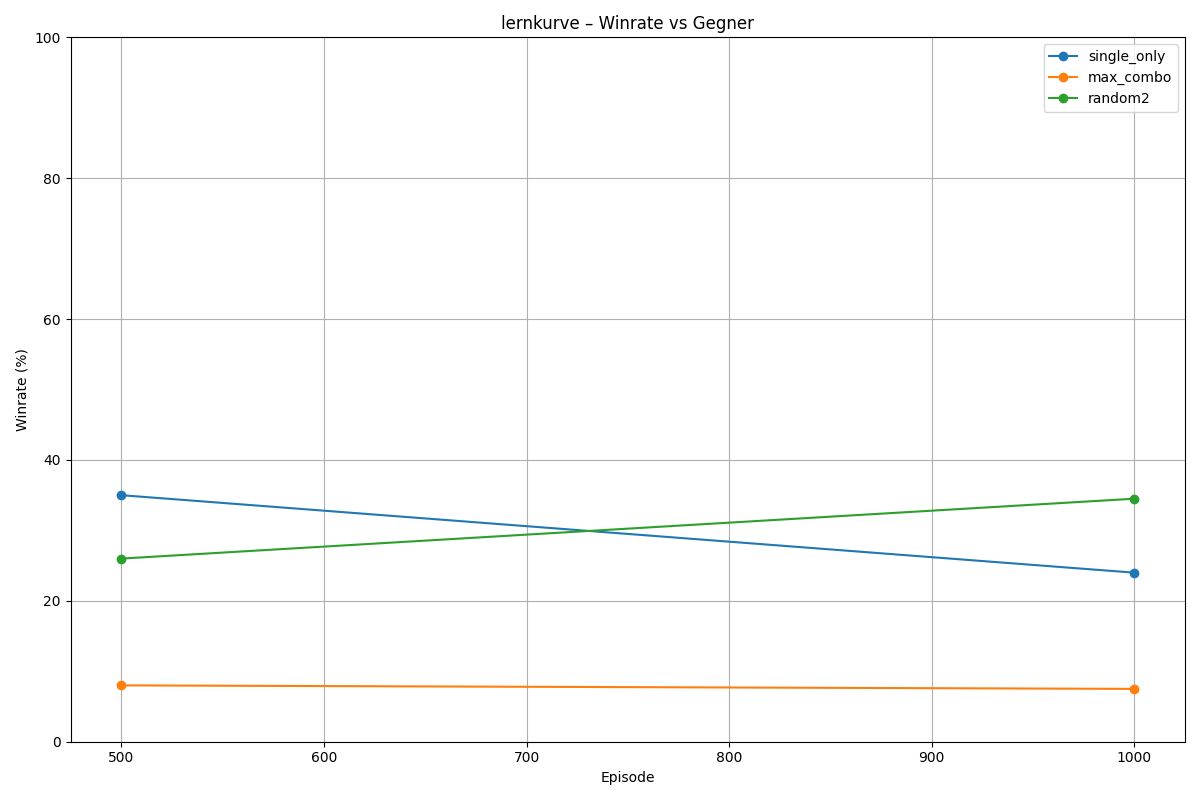 lernkurve – Winrate vs Gegner
single_only
max_combo
random2
Winrate (%)
100
80
60
40
20
0
500 600 700 800 900 1000
Episode